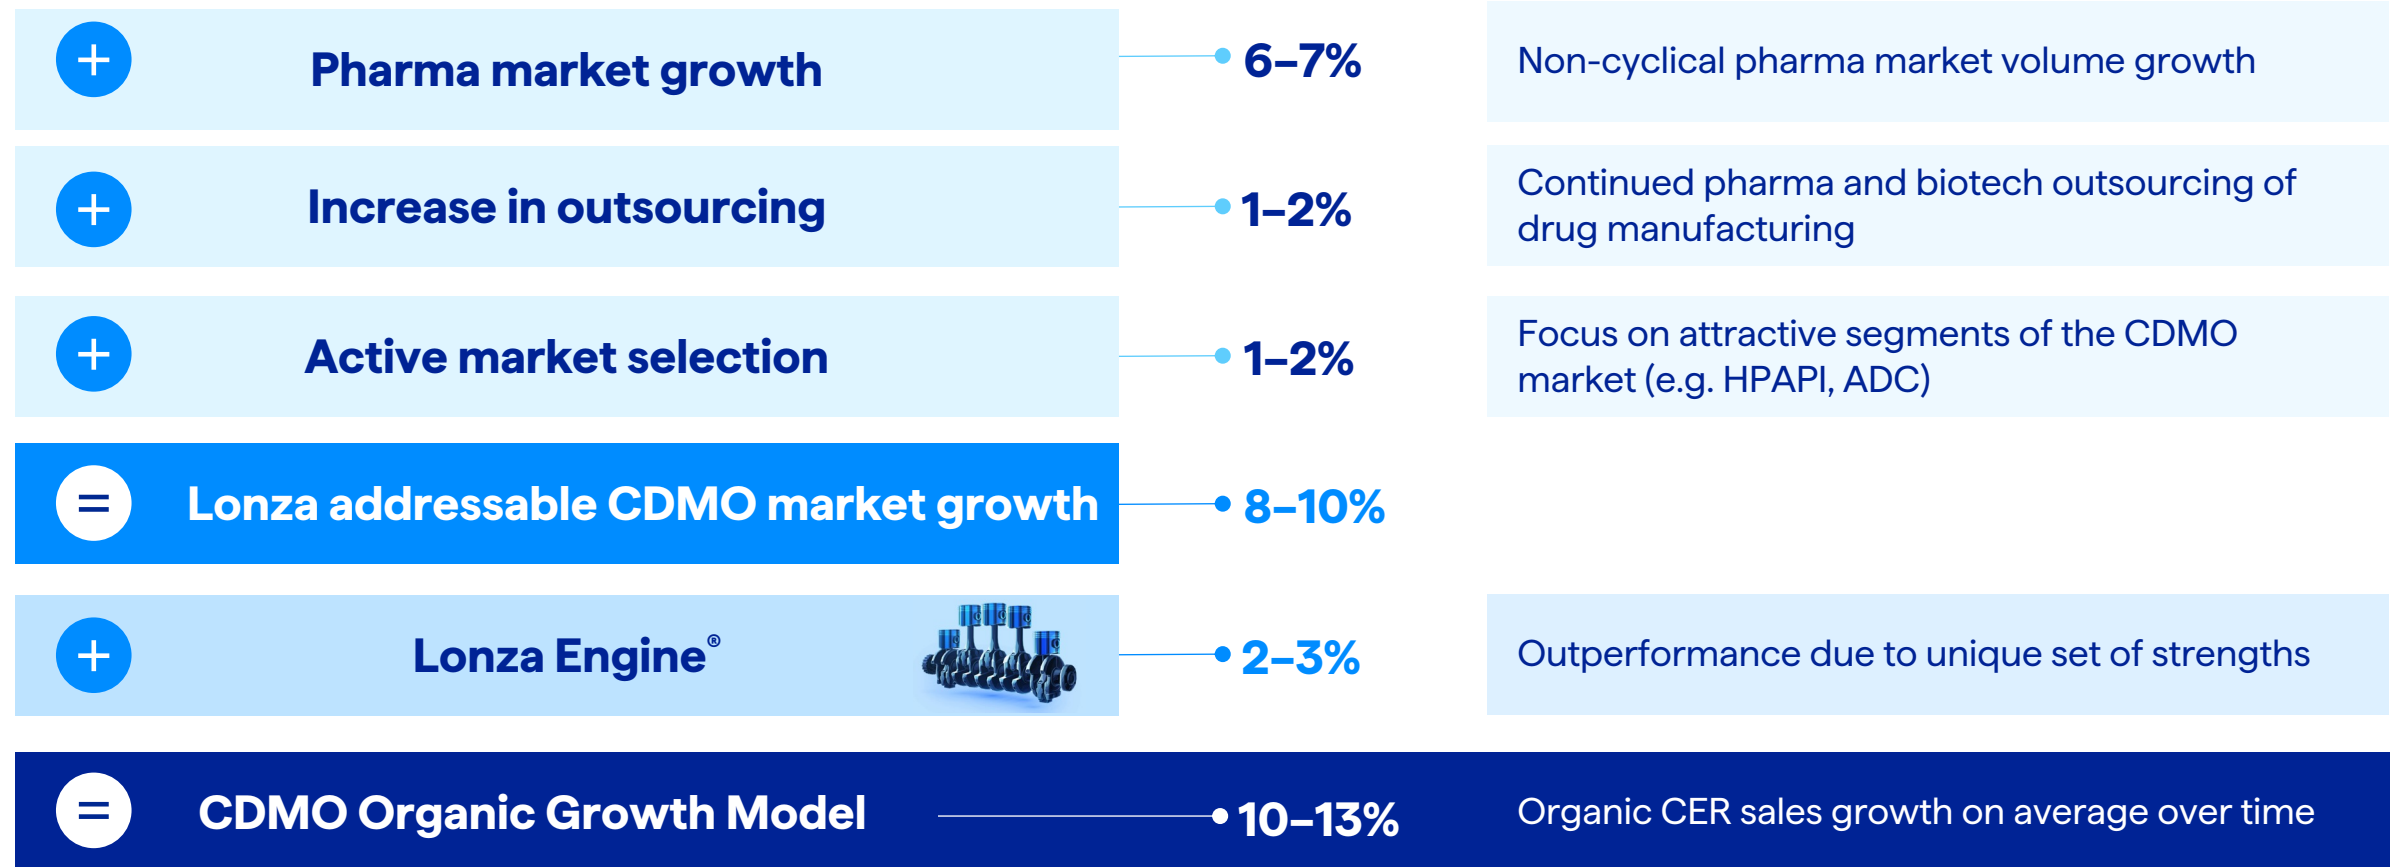 + Pharma market growth 6–7% Non-cyclical pharma market volume growth
+ Increase in outsourcing 1–2% Continued pharma and biotech outsourcing of
drug manufacturing
+ Active market selection 1–2% Focus on attractive segments of the CDMO
market (e.g. HPAPI, ADC)
= Lonza addressable CDMO market growth 8–10%
+ Lonza Engine® 2–3% Outperformance due to unique set of strengths
= CDMO Organic Growth Model 10–13% Organic CER sales growth on average over time